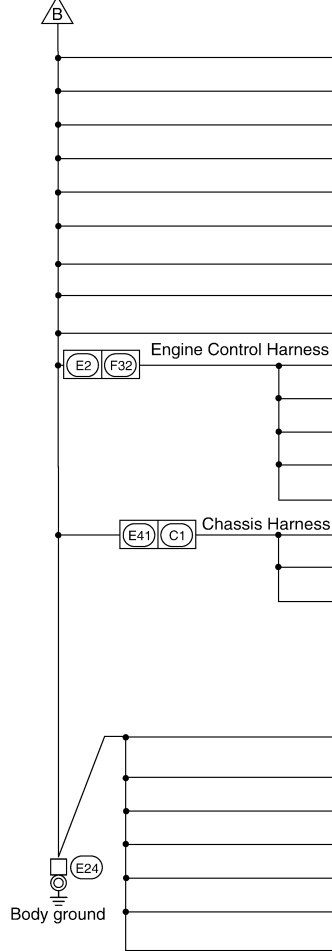 B
Engine Control Harness
E2 F32
Chassis Harness
E41 C1
E24
Body ground